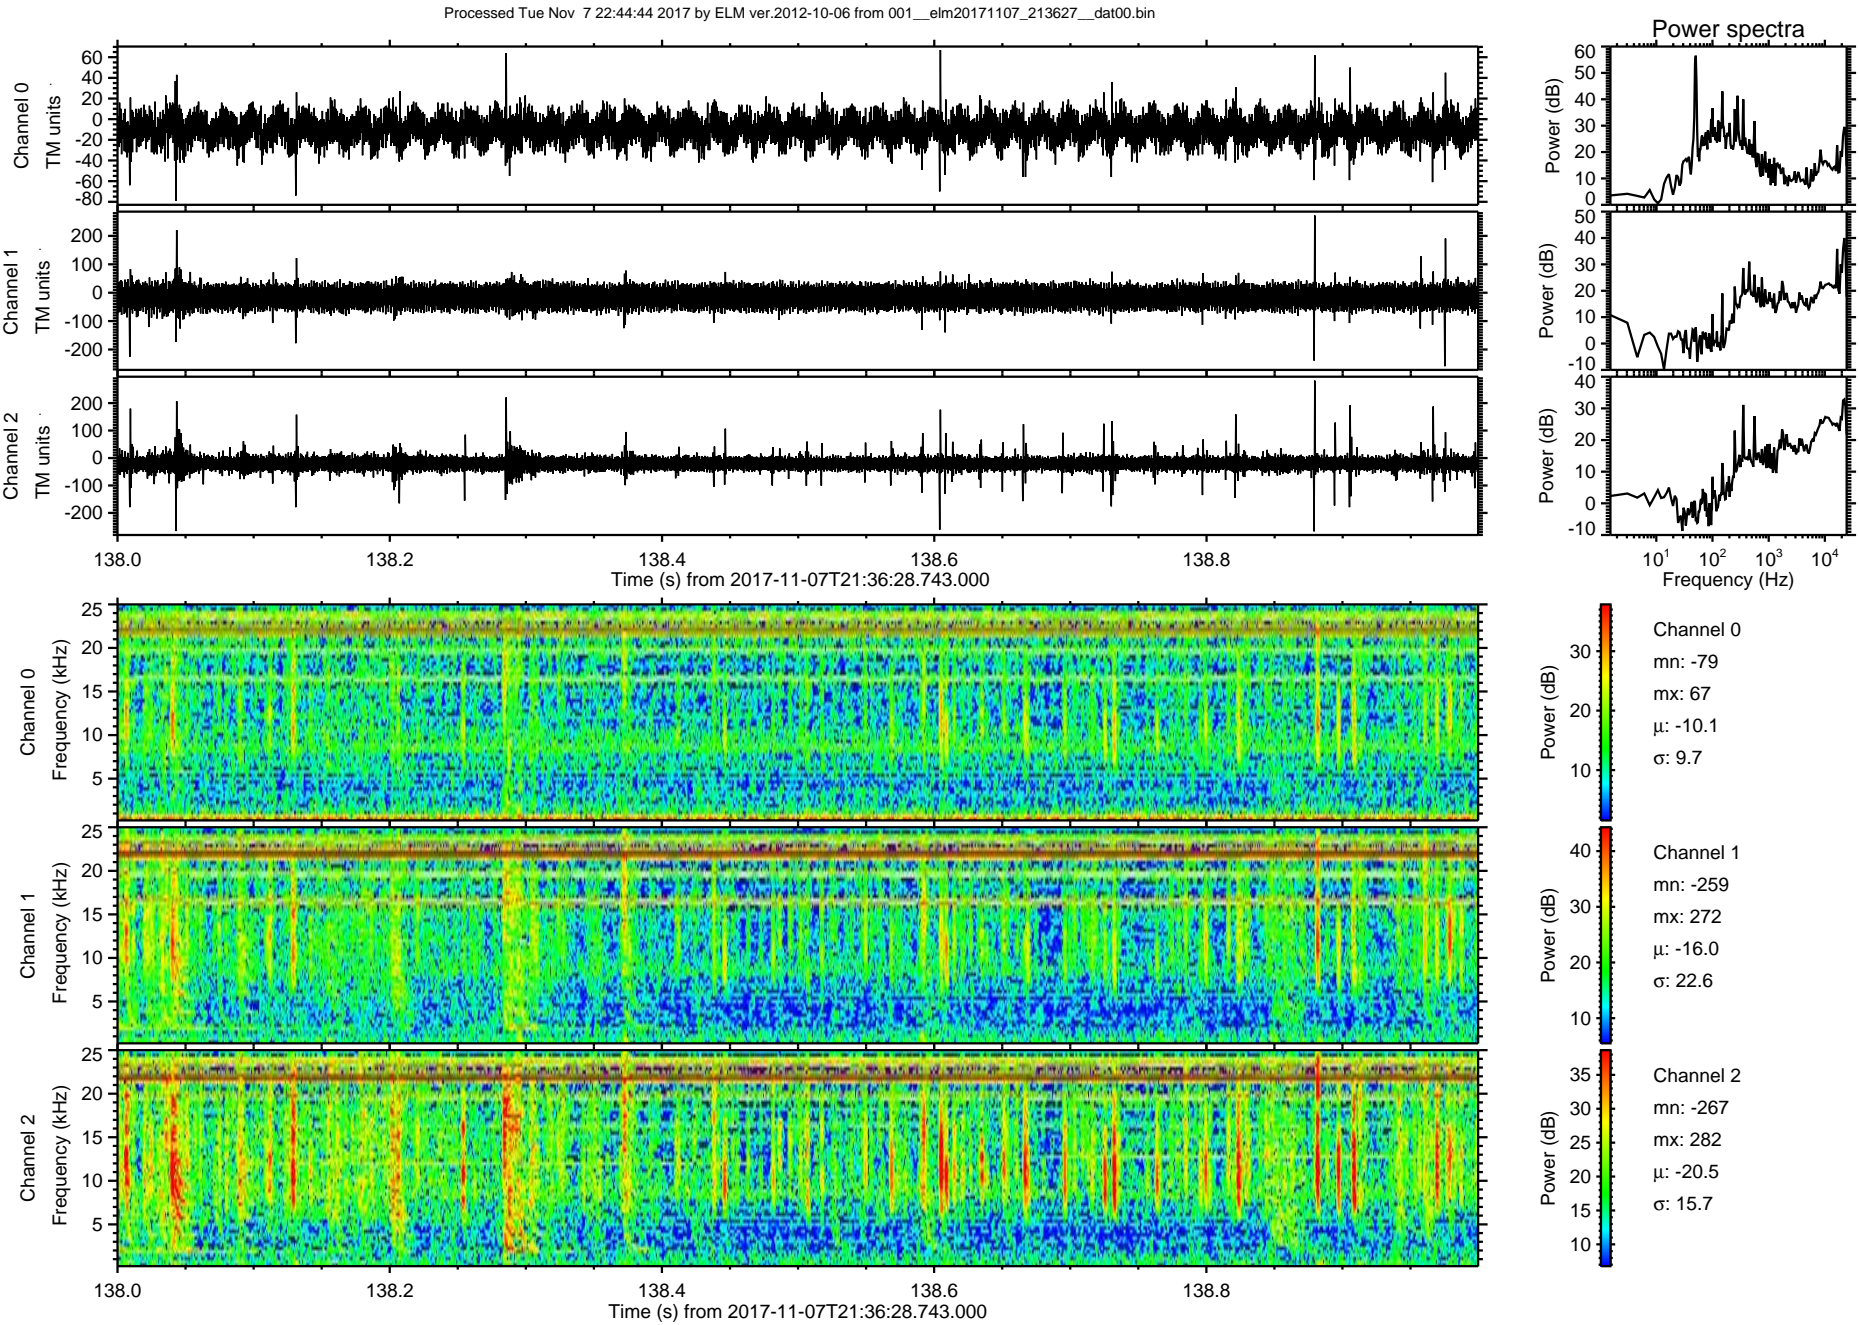 Processed Tue Nov  7 22:44:44 2017 by ELM ver.2012-10-06 from 001__elm20171107_213627__dat00.bin
Power spectra
Channel 0
TM units
60
40
20
0
-20
-40
-60
-80
Power (dB)
60
50
40
30
20
10
0
Channel 1
TM units
200
100
0
-100
-200
Power (dB)
50
40
30
20
10
0
-10
Channel 2
TM units
200
100
0
-100
-200
Power (dB)
40
30
20
10
0
-10
138.0 138.2 138.4 138.6 138.8
Time (s) from 2017-11-07T21:36:28.743.000
10¹ 10² 10³ 10⁴
Frequency (Hz)
Channel 0
Frequency (kHz)
25
20
15
10
5
Power (dB)
30
20
10
Channel 0
mn: -79
mx: 67
μ: -10.1
σ: 9.7
Channel 1
Frequency (kHz)
25
20
15
10
5
Power (dB)
40
30
20
10
Channel 1
mn: -259
mx: 272
μ: -16.0
σ: 22.6
Channel 2
Frequency (kHz)
25
20
15
10
5
Power (dB)
35
30
25
20
15
10
Channel 2
mn: -267
mx: 282
μ: -20.5
σ: 15.7
138.0 138.2 138.4 138.6 138.8
Time (s) from 2017-11-07T21:36:28.743.000